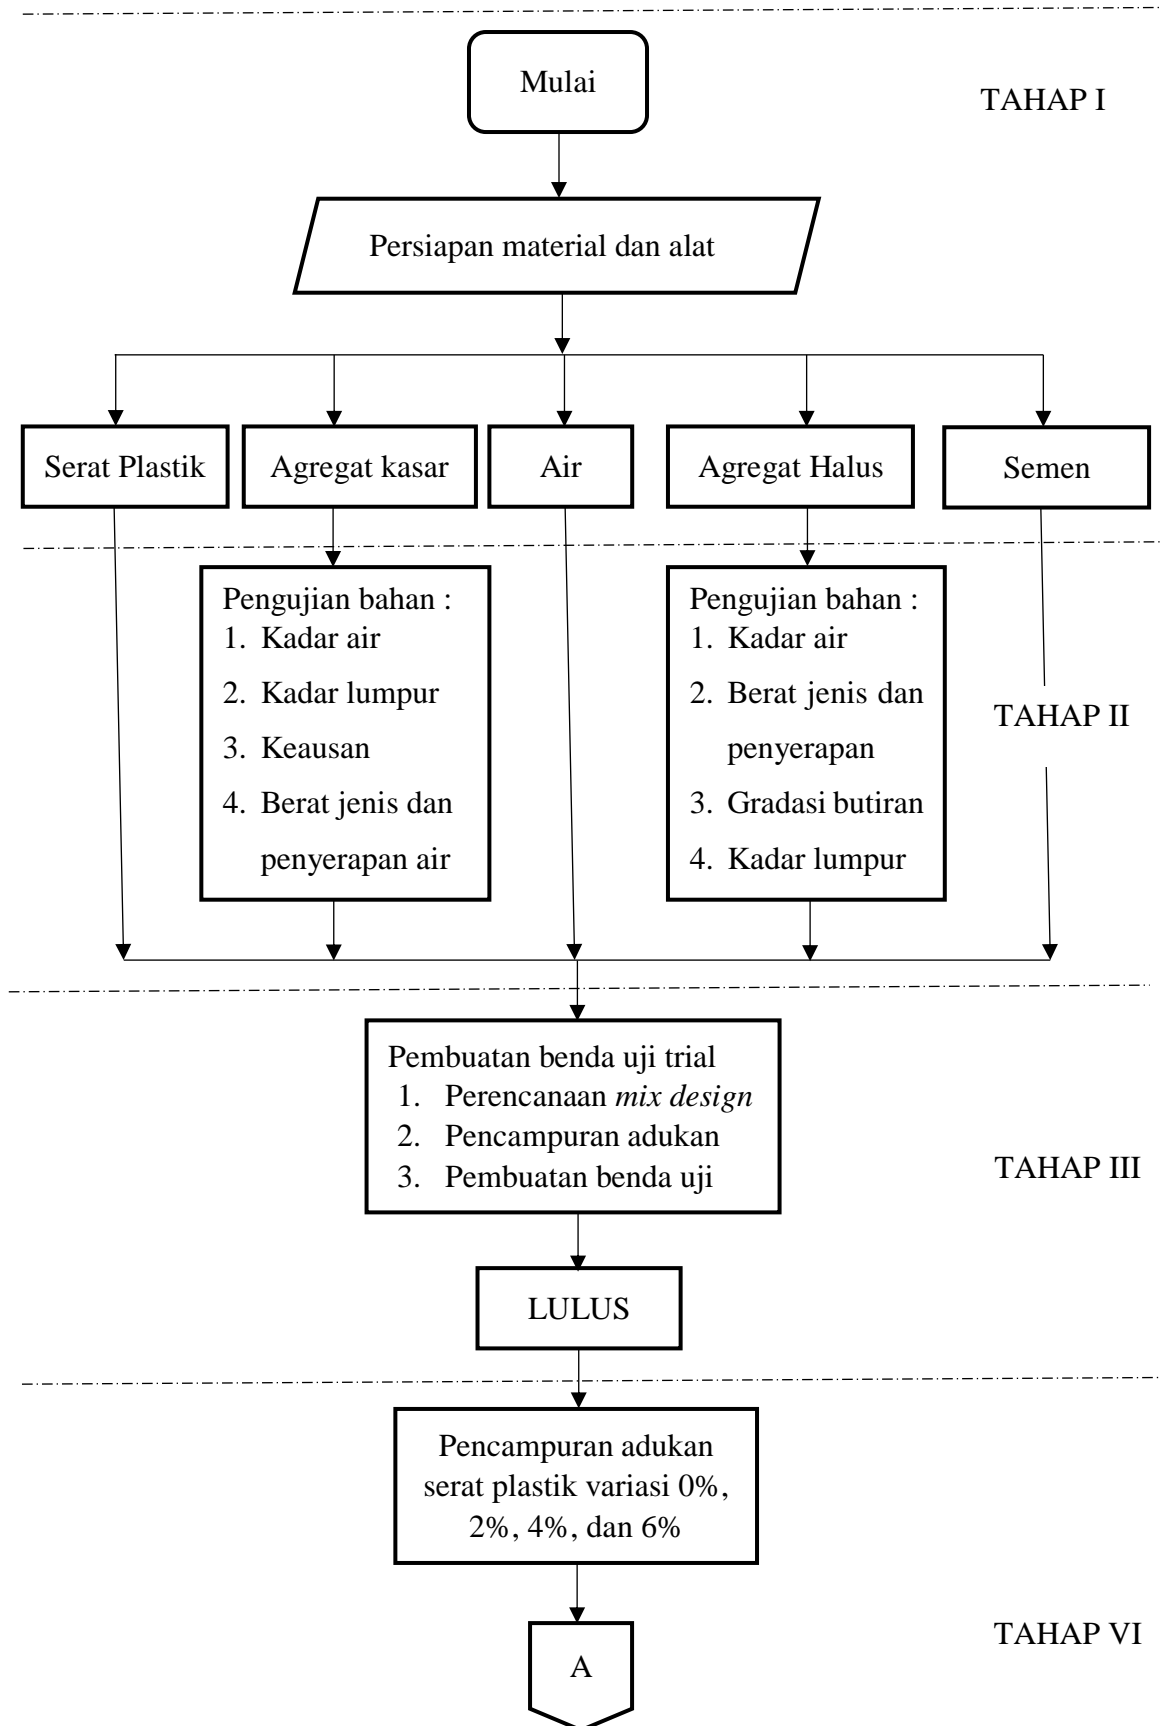 Mulai
TAHAP I
Persiapan material dan alat
Serat Plastik
Agregat kasar
Air
Agregat Halus
Semen
Pengujian bahan :
1. Kadar air
2. Kadar lumpur
3. Keausan
4. Berat jenis dan
penyerapan air
Pengujian bahan :
1. Kadar air
2. Berat jenis dan
penyerapan
3. Gradasi butiran
4. Kadar lumpur
TAHAP II
Pembuatan benda uji trial
1. Perencanaan mix design
2. Pencampuran adukan
3. Pembuatan benda uji
TAHAP III
LULUS
Pencampuran adukan
serat plastik variasi 0%,
2%, 4%, dan 6%
TAHAP VI
A